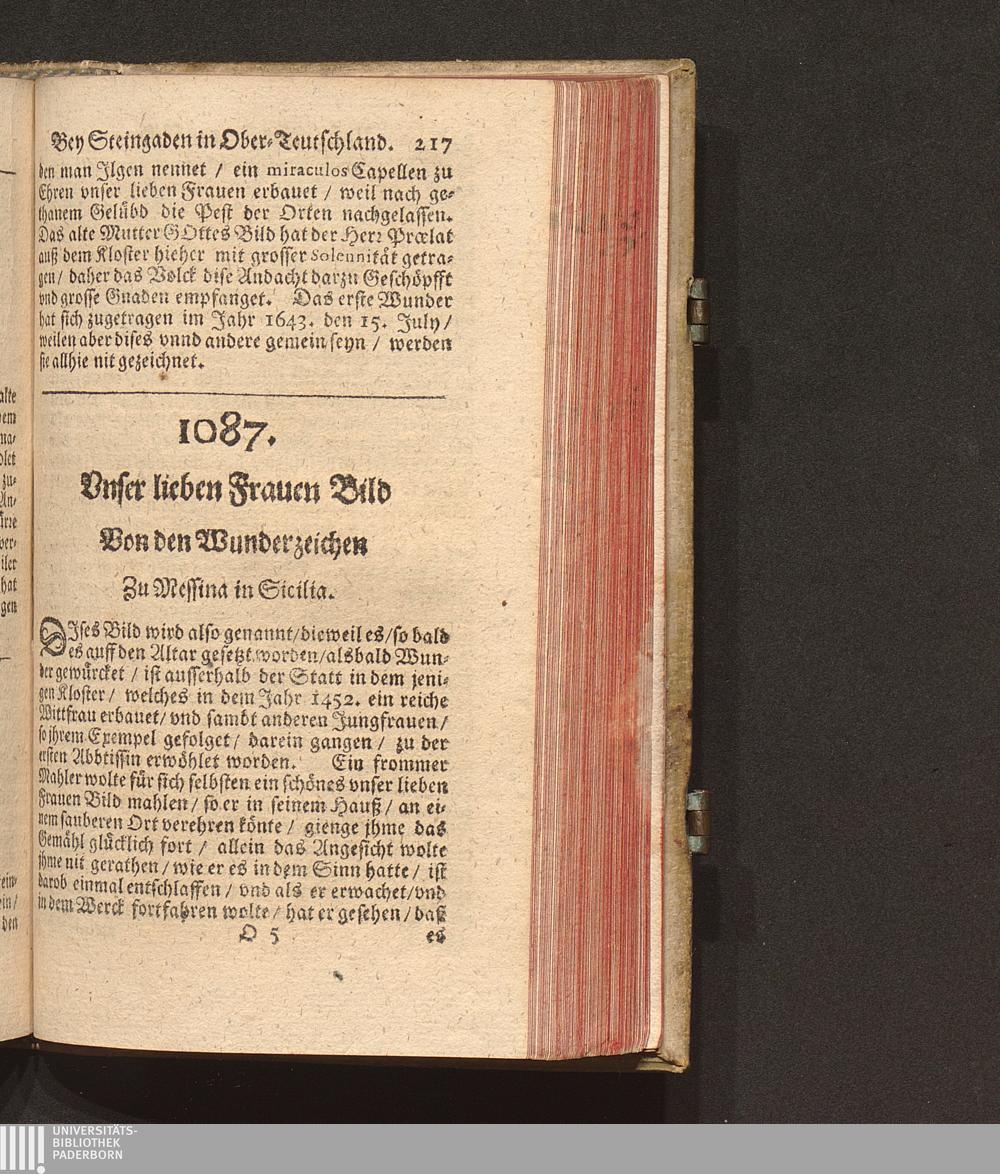 Bey Steingaden in Ober-Teutschland. 217
den man Ilgen nennet / ein miraculos Capellen zu
Ehren vnser lieben Frauen erbauet / weil nach ge-
thanem Gelübd die Pest der Orten nachgelassen.
Das alte Mutter GOttes Bild hat der Herr Prælat
auß dem Kloster hieher mit grosser Solennität getra-
gen / daher das Volck dise Andacht darzu Geschöpfft
vnd grosse Gnaden empfanget. Das erste Wunder
hat sich zugetragen im Jahr 1643. den 15. July /
weilen aber dises vnnd andere gemein seyn / werden
sie allhie nit gezeichnet.
1087.
Vnser lieben Frauen Bild
Von den Wunderzeichen
Zu Messina in Sicilia.
DIses Bild wird also genannt / dieweil es / so bald
es auff den Altar gesetzt worden / alsbald Wun-
der gewürcket / ist ausserhalb der Statt in dem jeni-
gen Kloster / welches in dem Jahr 1452. ein reiche
Wittfrau erbauet / vnd sambt anderen Jungfrauen /
so jhrem Exempel gefolget / darein gangen / zu der
ersten Abbtissin erwöhlet worden. Ein frommer
Mahler wolte für sich selbsten ein schönes vnser lieben
Frauen Bild mahlen / so er in seinem Hauß / an ei-
nem sauberen Ort verehren könte / gienge jhme das
Gemähl glücklich fort / allein das Angesicht wolte
jhme nit gerathen / wie er es in dem Sinn hatte / ist
darob einmal entschlaffen / vnd als er erwachet / vnd
in dem Werck fortfahren wolte / hat er gesehen / daß
O 5 es
UNIVERSITÄTS-
BIBLIOTHEK
PADERBORN